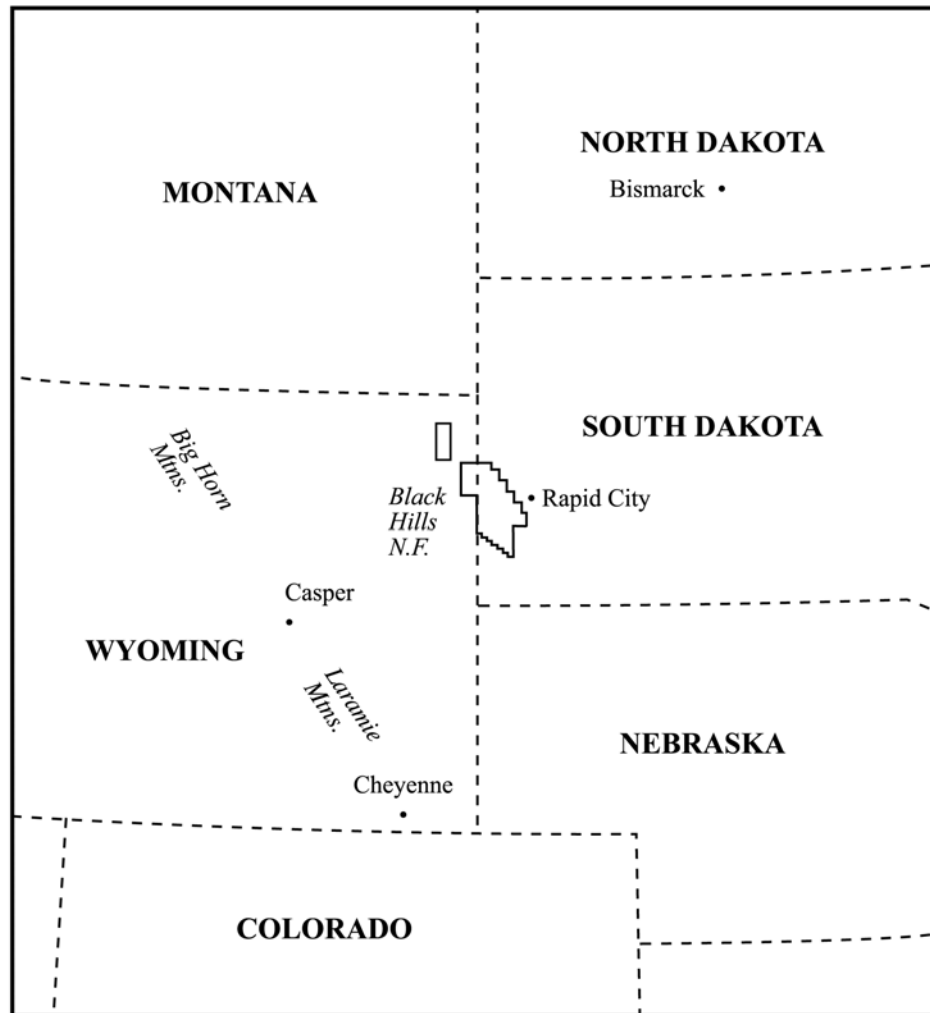 NORTH DAKOTA
Bismarck
MONTANA
SOUTH DAKOTA
Big Horn
Mtns.
Black
Hills
N.F.
Rapid City
Casper
WYOMING
Laramie
Mtns.
NEBRASKA
Cheyenne
COLORADO